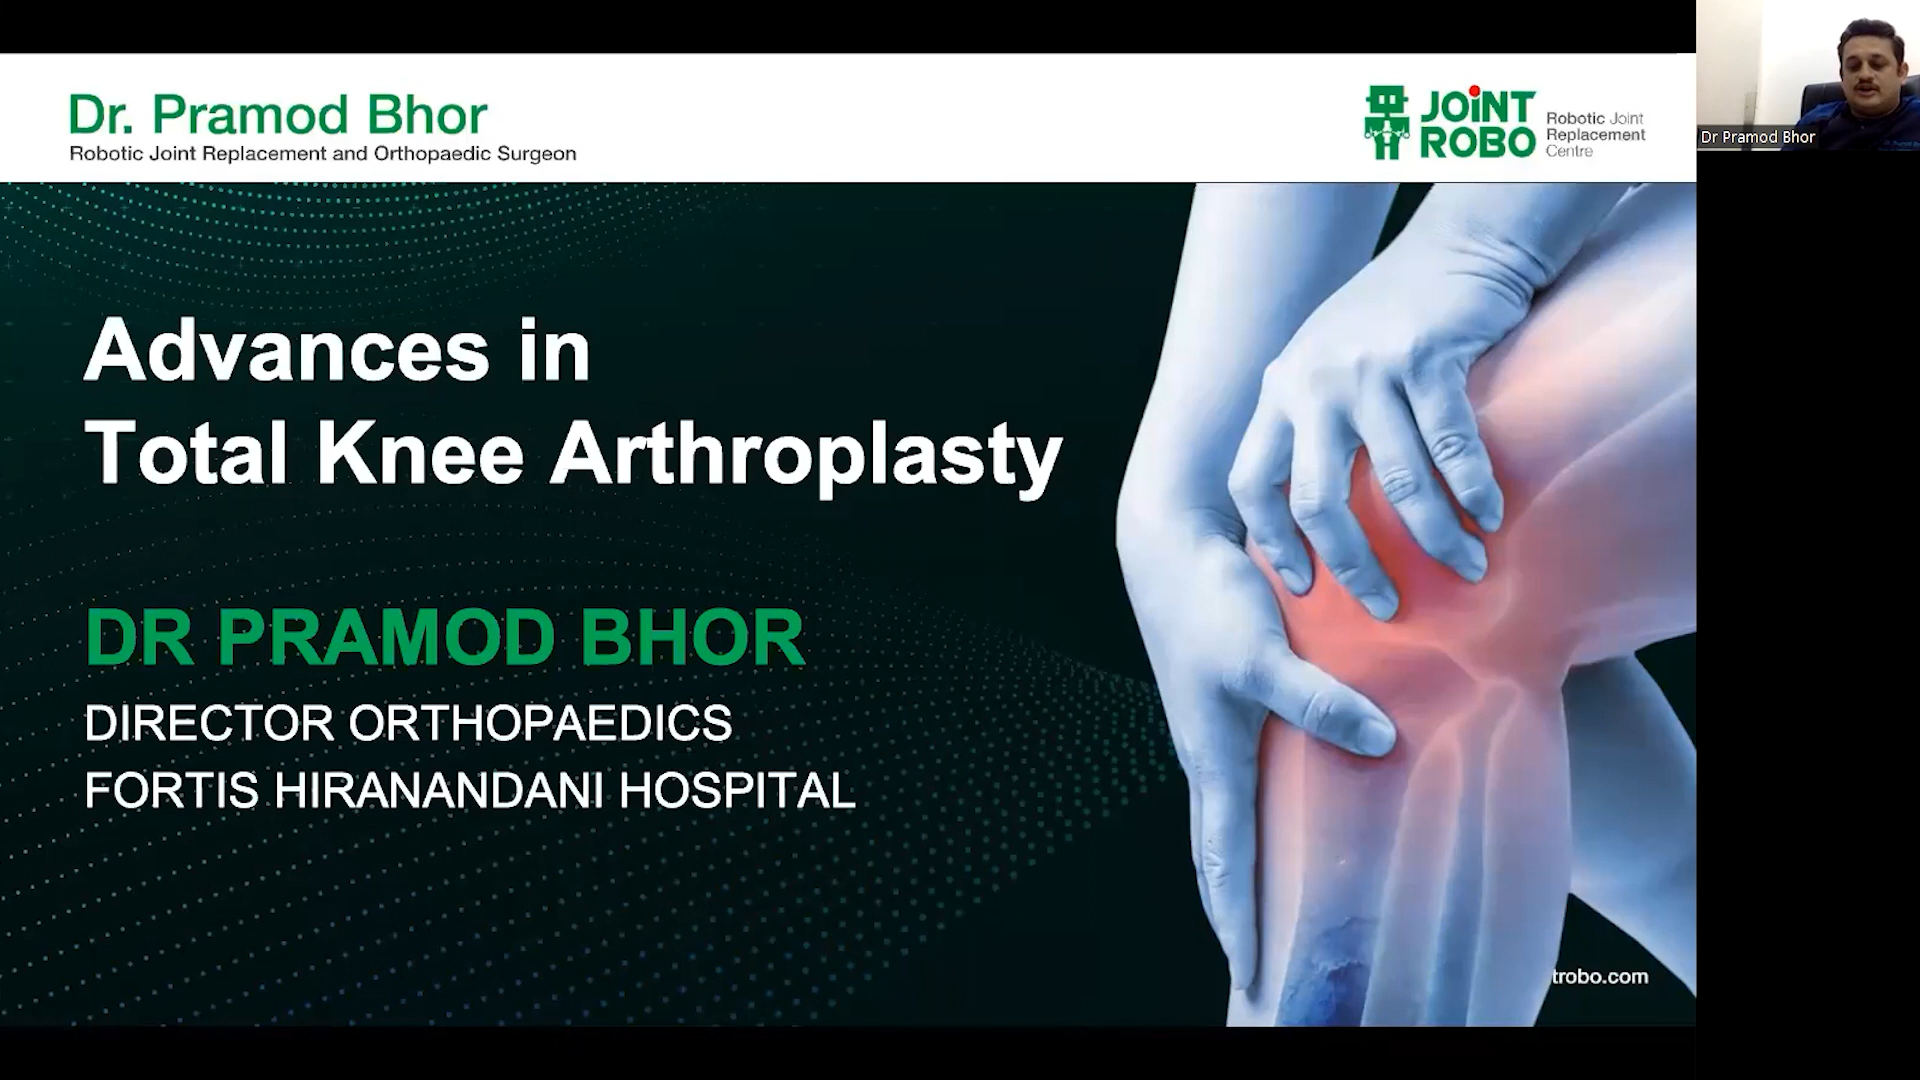 Dr. Pramod Bhor
Robotic Joint Replacement and Orthopaedic Surgeon
JOINT
ROBO
Robotic Joint
Replacement
Centre
Dr Pramod Bhor
Advances in
Total Knee Arthroplasty
DR PRAMOD BHOR
DIRECTOR ORTHOPAEDICS
FORTIS HIRANANDANI HOSPITAL
trobo.com